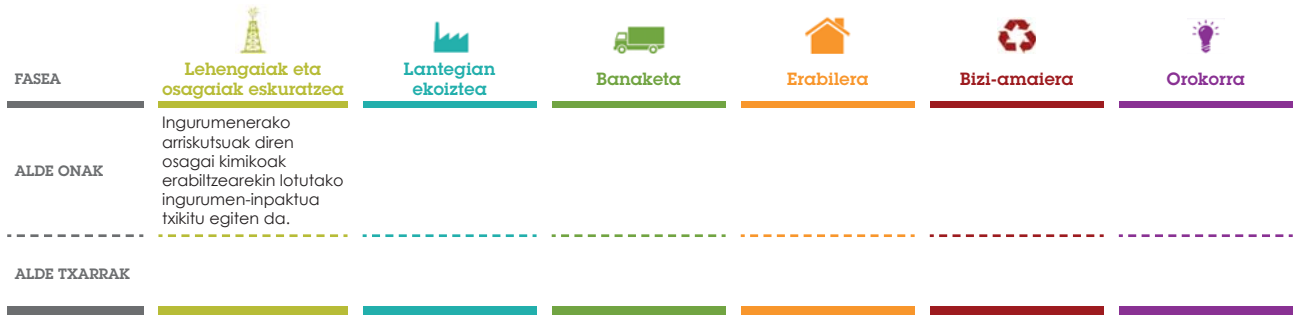 FASEA
Lehengaiak eta
osagaiak eskuratzea
Lantegian
ekoiztea
Banaketa
Erabilera
Bizi-amaiera
Orokorra
ALDE ONAK
Ingurumenerako
arriskutsuak diren
osagai kimikoak
erabiltzearekin lotutako
ingurumen-inpaktua
txikitu egiten da.
ALDE TXARRAK